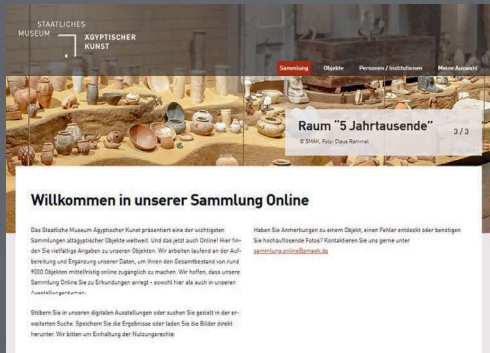 STAATLICHES
MUSEUM
ÄGYPTISCHER
KUNST
Sammlung Objekte Personen / Institutionen Meine Auswahl
Raum "5 Jahrtausende" 3 / 3
© SMÄK, Foto: Claus Rammel
Willkommen in unserer Sammlung Online
Das Staatliche Museum Ägyptischer Kunst präsentiert eine der wichtigsten
Sammlungen altägyptischer Objekte weltweit. Und das jetzt auch Online! Hier fin-
den Sie vielfältige Angaben zu unseren Objekten. Wir arbeiten laufend an der Auf-
bereitung und Ergänzung unserer Daten, um Ihnen den Gesamtbestand von rund
9000 Objekten mittelfristig online zugänglich zu machen. Wir hoffen, dass unsere
Sammlung Online Sie zu Erkundungen anregt - sowohl hier als auch in unseren
Ausstellungsräumen.
Stöbern Sie in unseren digitalen Ausstellungen oder suchen Sie gezielt in der er-
weiterten Suche. Speichern Sie die Ergebnisse oder laden Sie die Bilder direkt
herunter. Wir bitten um Einhaltung der Nutzungsrechte.
Haben Sie Anmerkungen zu einem Objekt, einen Fehler entdeckt oder benötigen
Sie hochauflösende Fotos? Kontaktieren Sie uns gerne unter
sammlung.online@smaek.de